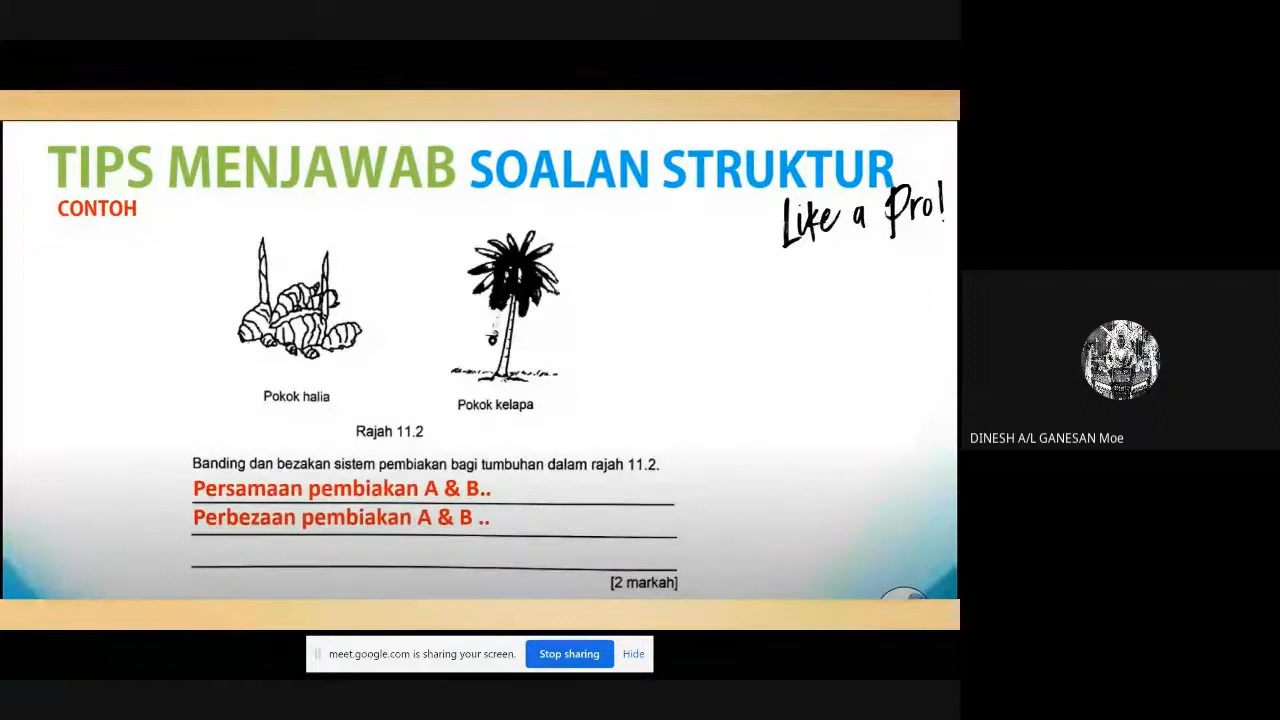 TIPS MENJAWAB SOALAN STRUKTUR
CONTOH
Like a Pro!
Pokok halia
Pokok kelapa
Rajah 11.2
Banding dan bezakan sistem pembiakan bagi tumbuhan dalam rajah 11.2.
Persamaan pembiakan A & B..
Perbezaan pembiakan A & B ..
[2 markah]
meet.google.com is sharing your screen.
Stop sharing
Hide
DINESH A/L GANESAN Moe